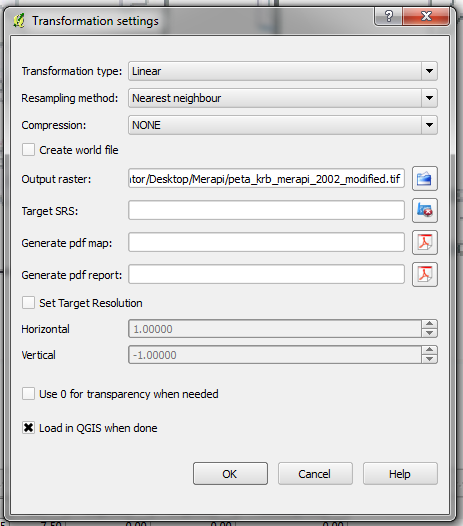 Transformation settings
Transformation type: Linear
Resampling method: Nearest neighbour
Compression: NONE
Create world file
Output raster: ator/Desktop/Merapi/peta_krb_merapi_2002_modified.tif
Target SRS:
Generate pdf map:
Generate pdf report:
Set Target Resolution
Horizontal 1.00000
Vertical -1.00000
Use 0 for transparency when needed
Load in QGIS when done
OK Cancel Help